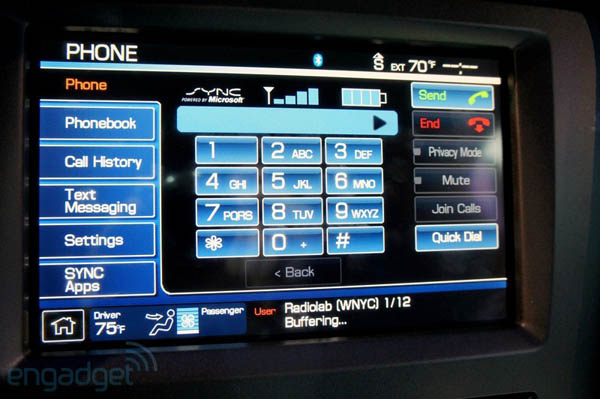 PHONE
S EXT 70°F --:--
Phone
SYNC
POWERED BY Microsoft
Send
End
Phonebook
Call History
Text
Messaging
Settings
SYNC
Apps
1
2 ABC
3 DEF
4 GHI
5 JKL
6 MNO
7 PQRS
8 TUV
9 WXYZ
0 +
#
< Back
Privacy Mode
Mute
Join Calls
Quick Dial
Driver
75°F
Passenger
User
Radiolab (WNYC) 1/12
Buffering...
engadget